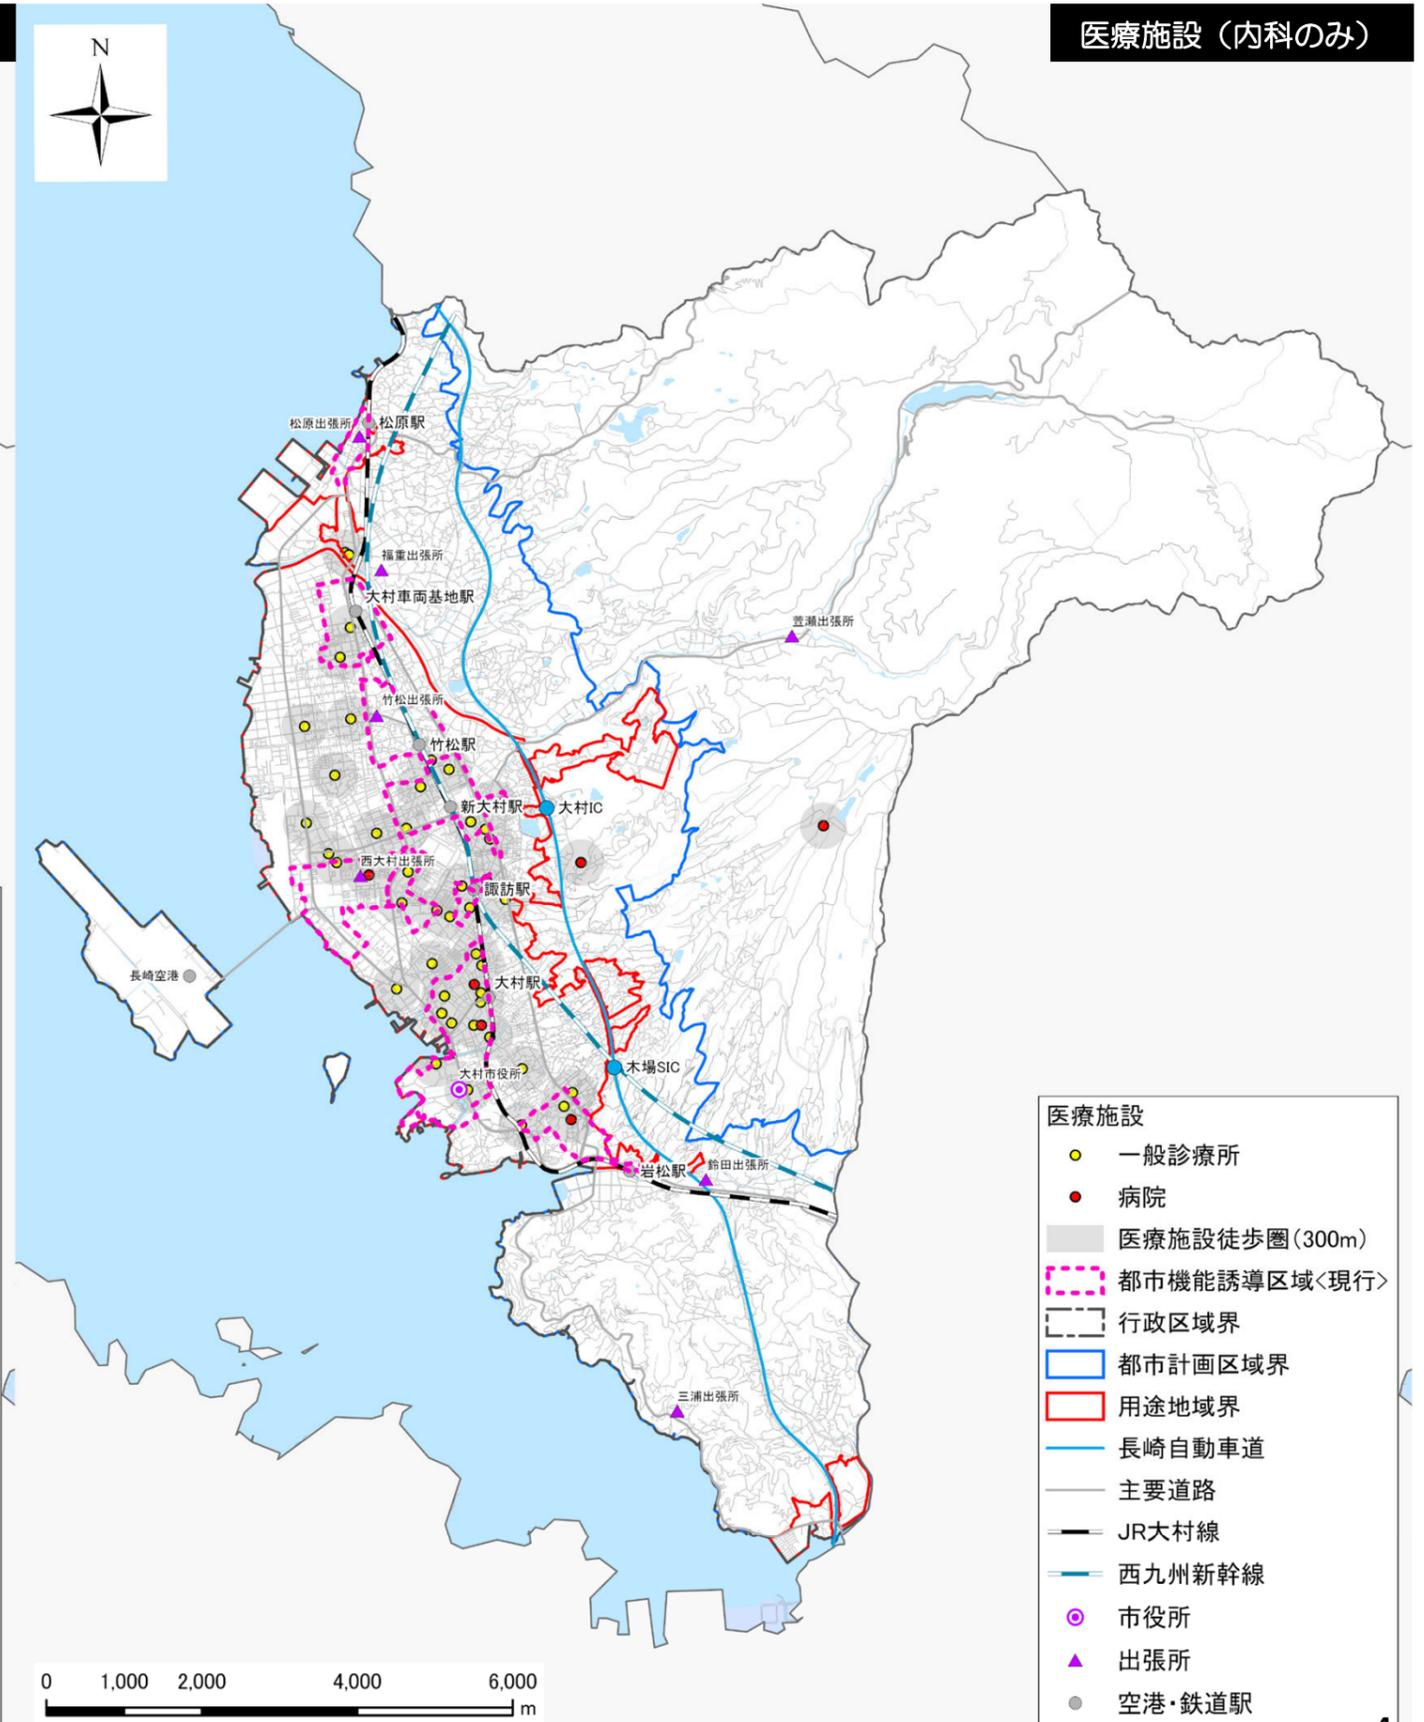 医療施設（内科のみ）
N
松原出張所
松原駅
福重出張所
大村車両基地駅
萱瀬出張所
竹松出張所
竹松駅
新大村駅
大村IC
西大村出張所
諏訪駅
長崎空港
大村駅
木場SIC
大村市役所
岩松駅
鈴田出張所
三浦出張所
医療施設
一般診療所
病院
医療施設徒歩圏(300m)
都市機能誘導区域<現行>
行政区域界
都市計画区域界
用途地域界
長崎自動車道
主要道路
JR大村線
西九州新幹線
市役所
出張所
空港・鉄道駅
0 1,000 2,000 4,000 6,000
m